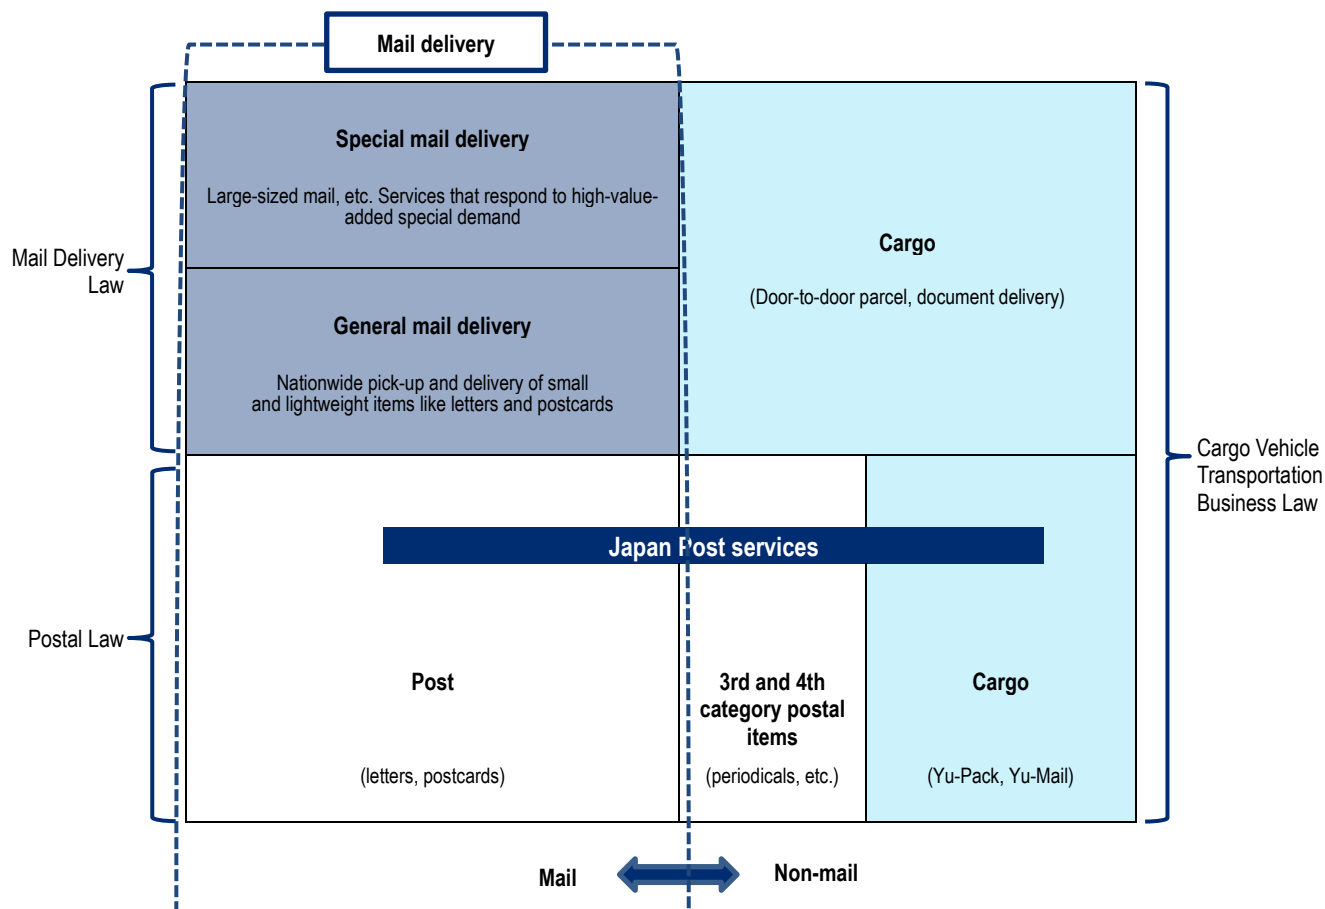 Mail delivery
Special mail delivery
Large-sized mail, etc. Services that respond to high-value-
added special demand
Mail Delivery
Law
General mail delivery
Nationwide pick-up and delivery of small
and lightweight items like letters and postcards
Cargo
(Door-to-door parcel, document delivery)
Cargo Vehicle
Transportation
Business Law
Japan Post services
Postal Law
Post
(letters, postcards)
3rd and 4th
category postal
items
(periodicals, etc.)
Cargo
(Yu-Pack, Yu-Mail)
Mail
Non-mail